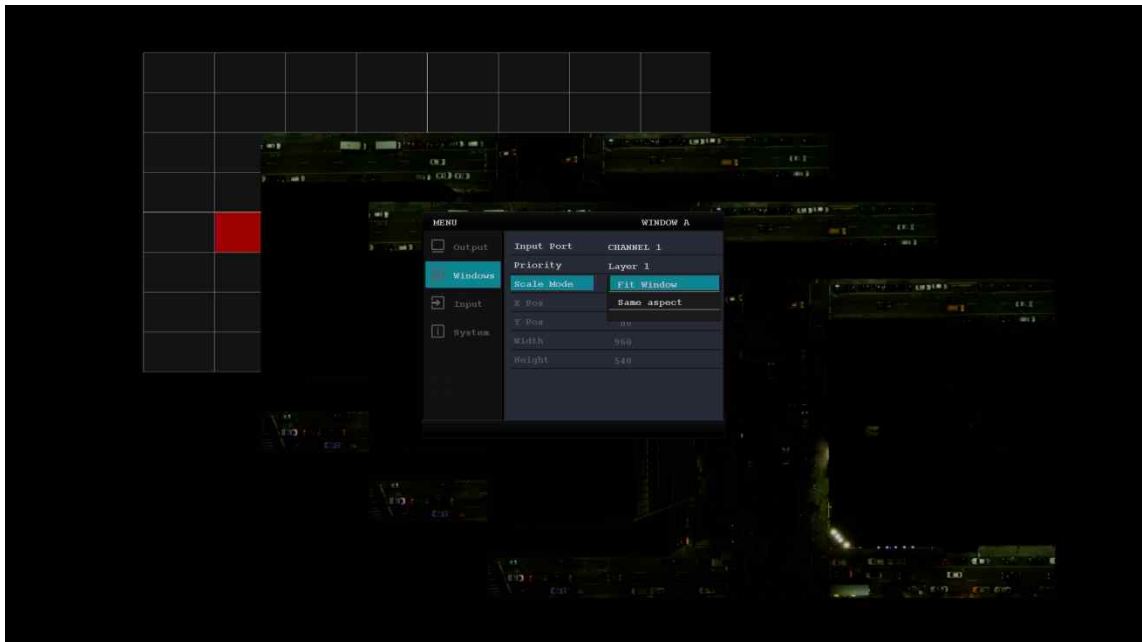 MENU WINDOW A
Output
Windows
Input
System
Input Port CHANNEL 1
Priority Layer 1
Scale Mode Fit Window
Same aspect
X Pos
Y Pos 80
Width 960
Height 540